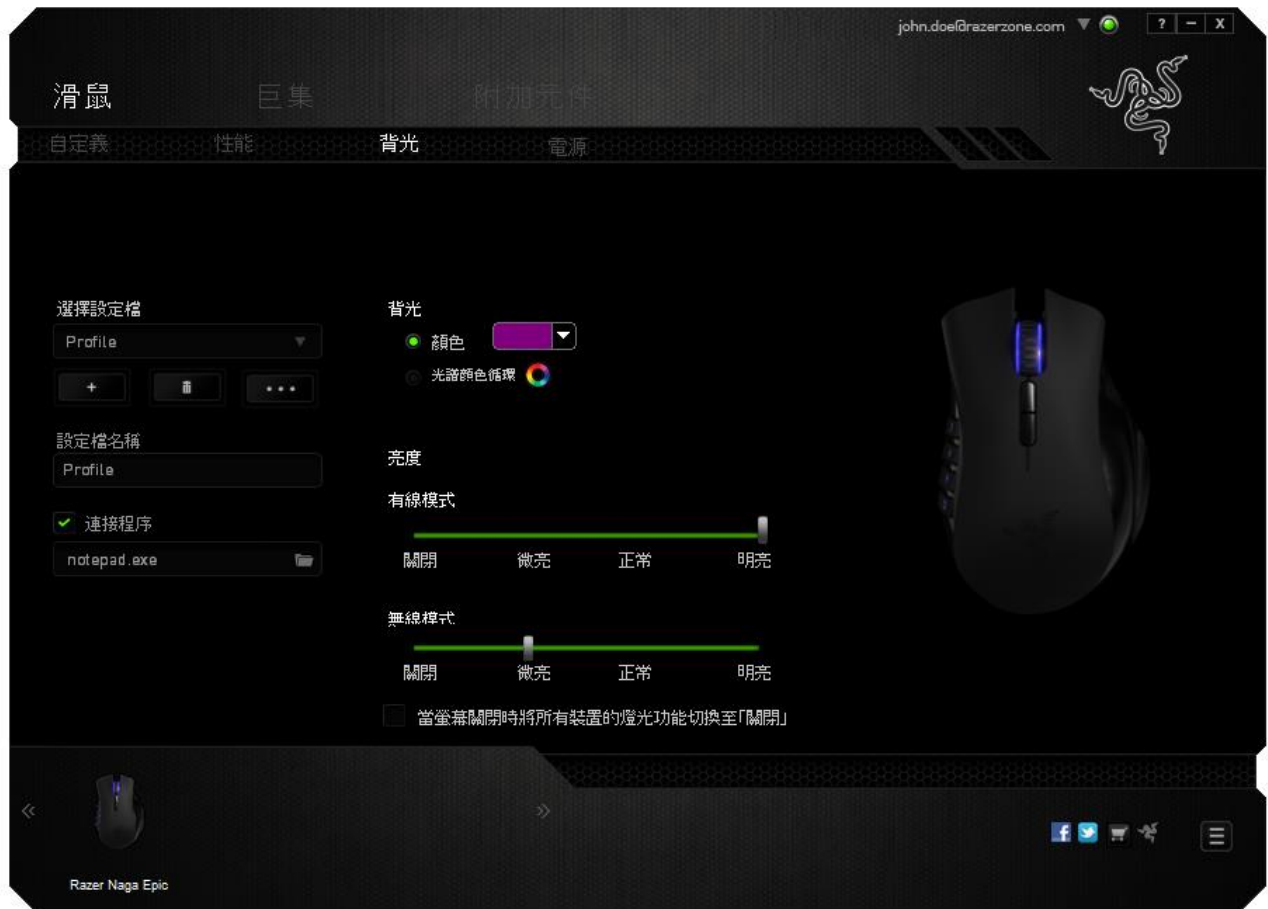 john.doe@razerzone.com
? – X
滑鼠 巨集 附加元件
自定義 性能 背光 電源
選擇設定檔
Profile
+ ...
設定檔名稱
Profile
連接程序
notepad.exe
背光
顏色
光譜顏色循環
亮度
有線模式
關閉 微亮 正常 明亮
無線模式
關閉 微亮 正常 明亮
當螢幕關閉時將所有裝置的燈光功能切換至「關閉」
« »
Razer Naga Epic
f